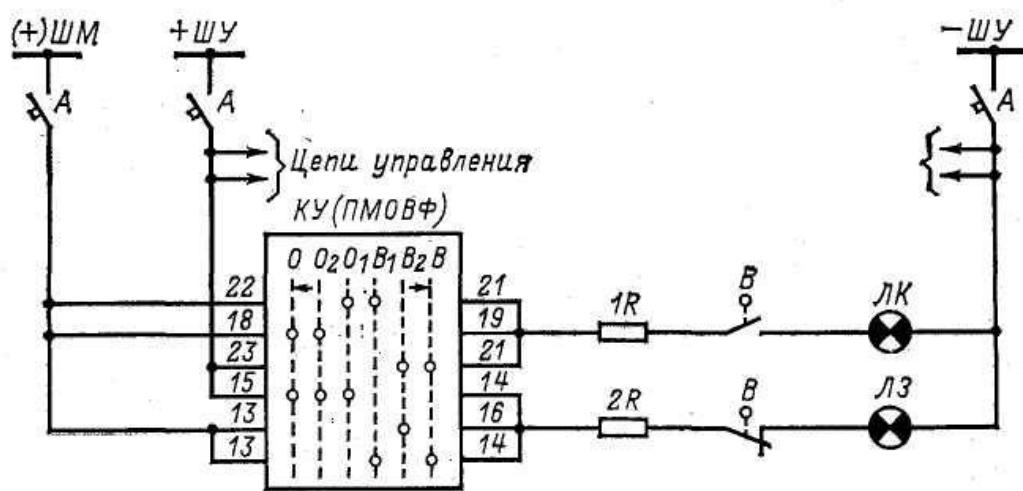 (+)ШМ
+ШУ
−ШУ
А
А
А
Цепи управления
КУ(ПМОВФ)
О О2 О1 В1 В2 В
22
21
18
19
23
21
15
14
13
16
13
14
1R
В
ЛК
2R
В
ЛЗ